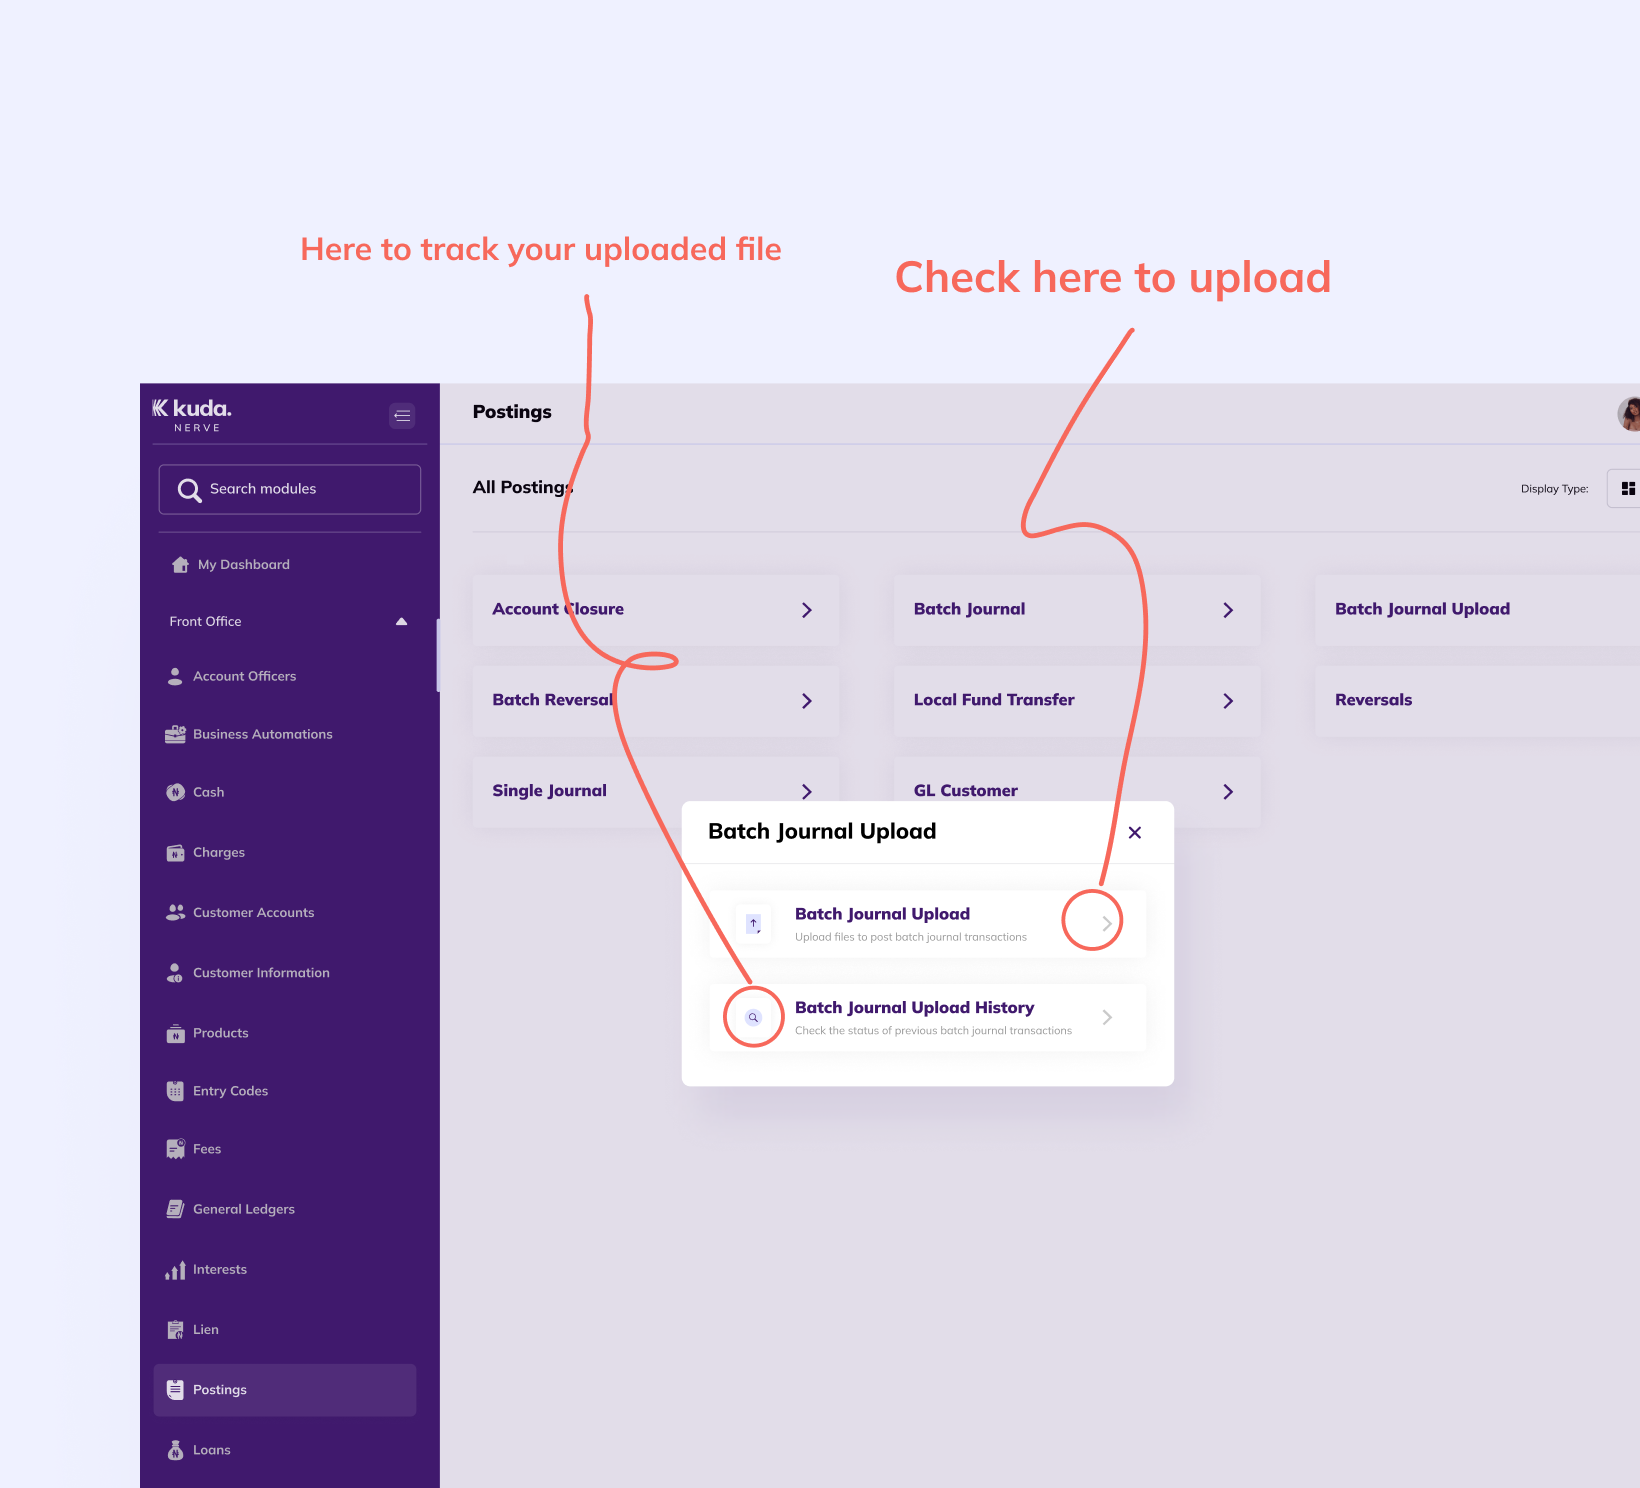 Here to track your uploaded file
Check here to upload
kuda.
NERVE
Search modules
My Dashboard
Front Office
Account Officers
Business Automations
Cash
Charges
Customer Accounts
Customer Information
Products
Entry Codes
Fees
General Ledgers
Interests
Lien
Postings
Loans
Postings
All Postings
Display Type:
Account Closure
Batch Journal
Batch Journal Upload
Batch Reversal
Local Fund Transfer
Reversals
Single Journal
GL Customer
Batch Journal Upload
Batch Journal Upload
Upload files to post batch journal transactions
Batch Journal Upload History
Check the status of previous batch journal transactions